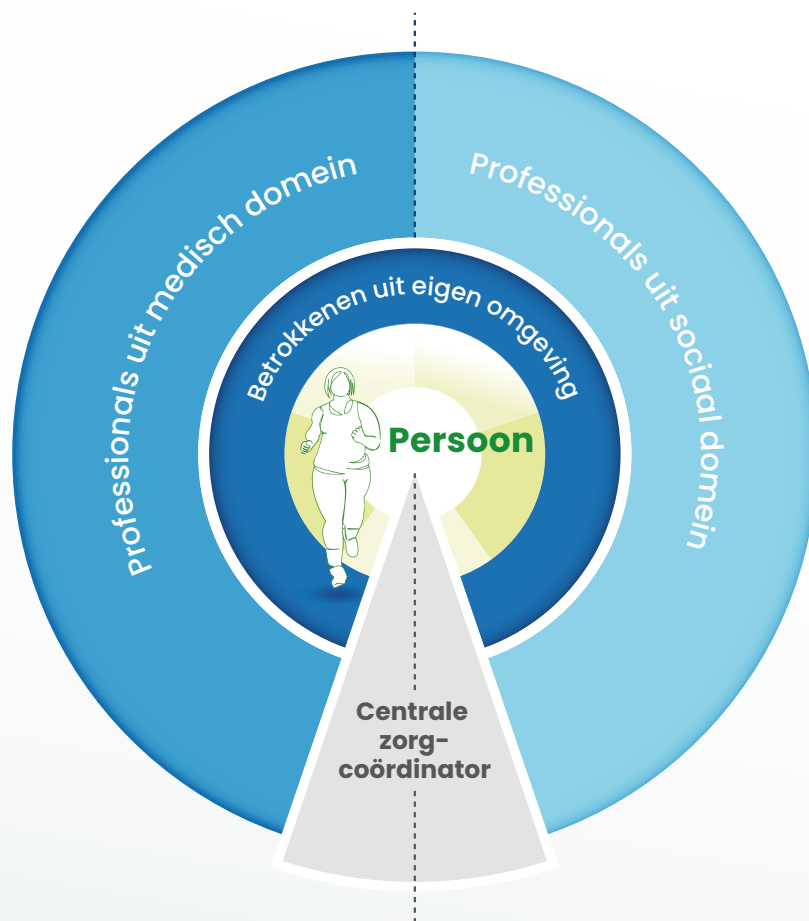 Professionals uit medisch domein
Professionals uit sociaal domein
Betrokkenen uit eigen omgeving
Persoon
Centrale
zorg-
coördinator